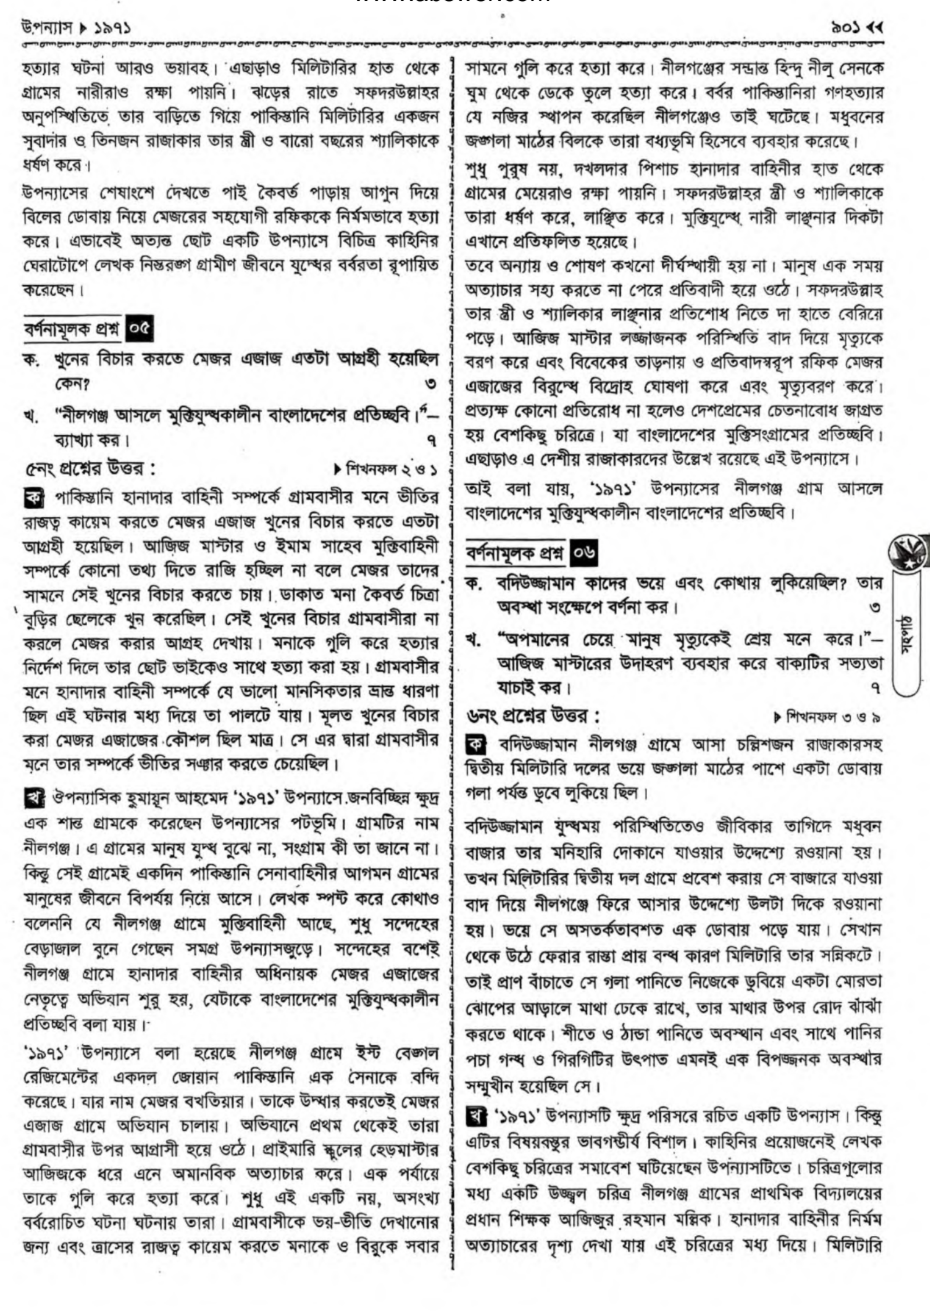 উপন্যাস ▶ ১৯৭১
৯০১ ◀◀
হত্যার ঘটনা আরও ভয়াবহ। এছাড়াও মিলিটারির হাত থেকে
গ্রামের নারীরাও রক্ষা পায়নি। ঝড়ের রাতে সফদরউল্লাহর
অনুপস্থিতিতে তার বাড়িতে গিয়ে পাকিস্তানি মিলিটারির একজন
সুবাদার ও তিনজন রাজাকার তার স্ত্রী ও বারো বছরের শ্যালিকাকে
ধর্ষণ করে।
উপন্যাসের শেষাংশে দেখতে পাই কৈবর্ত পাড়ায় আগুন দিয়ে
বিলের ডোবায় নিয়ে মেজরের সহযোগী রফিককে নির্মমভাবে হত্যা
করে। এভাবেই অত্যন্ত ছোট একটি উপন্যাসে বিচিত্র কাহিনির
ঘেরাটোপে লেখক নিস্তরঙ্গ গ্রামীণ জীবনে যুদ্ধের বর্বরতা রূপায়িত
করেছেন।
বর্ণনামূলক প্রশ্ন ০৫
ক. খুনের বিচার করতে মেজর এজাজ এতটা আগ্রহী হয়েছিল
কেন? ৩
খ. “নীলগঞ্জ আসলে মুক্তিযুদ্ধকালীন বাংলাদেশের প্রতিচ্ছবি।”—
ব্যাখ্যা কর। ৭
৫নং প্রশ্নের উত্তর : ▶ শিখনফল ২ ও ১
ক পাকিস্তানি হানাদার বাহিনী সম্পর্কে গ্রামবাসীর মনে ভীতির
রাজত্ব কায়েম করতে মেজর এজাজ খুনের বিচার করতে এতটা
আগ্রহী হয়েছিল। আজিজ মাস্টার ও ইমাম সাহেব মুক্তিবাহিনী
সম্পর্কে কোনো তথ্য দিতে রাজি হচ্ছিল না বলে মেজর তাদের
সামনে সেই খুনের বিচার করতে চায়। ডাকাত মনা কৈবর্ত চিত্রা
বুড়ির ছেলেকে খুন করেছিল। সেই খুনের বিচার গ্রামবাসীরা না
করলে মেজর করার আগ্রহ দেখায়। মনাকে গুলি করে হত্যার
নির্দেশ দিলে তার ছোট ভাইকেও সাথে হত্যা করা হয়। গ্রামবাসীর
মনে হানাদার বাহিনী সম্পর্কে যে ভালো মানসিকতার ভ্রান্ত ধারণা
ছিল এই ঘটনার মধ্য দিয়ে তা পালটে যায়। মূলত খুনের বিচার
করা মেজর এজাজের কৌশল ছিল মাত্র। সে এর দ্বারা গ্রামবাসীর
মনে তার সম্পর্কে ভীতির সঞ্চার করতে চেয়েছিল।
খ ঔপন্যাসিক হুমায়ূন আহমেদ ‘১৯৭১’ উপন্যাসে জনবিচ্ছিন্ন ক্ষুদ্র
এক শান্ত গ্রামকে করেছেন উপন্যাসের পটভূমি। গ্রামটির নাম
নীলগঞ্জ। এ গ্রামের মানুষ যুদ্ধ বুঝে না, সংগ্রাম কী তা জানে না।
কিন্তু সেই গ্রামেই একদিন পাকিস্তানি সেনাবাহিনীর আগমন গ্রামের
মানুষের জীবনে বিপর্যয় নিয়ে আসে। লেখক স্পষ্ট করে কোথাও
বলেননি যে নীলগঞ্জ গ্রামে মুক্তিবাহিনী আছে, শুধু সন্দেহের
বেড়াজাল বুনে গেছেন সমগ্র উপন্যাসজুড়ে। সন্দেহের বশেই
নীলগঞ্জ গ্রামে হানাদার বাহিনীর অধিনায়ক মেজর এজাজের
নেতৃত্বে অভিযান শুরু হয়, যেটাকে বাংলাদেশের মুক্তিযুদ্ধকালীন
প্রতিচ্ছবি বলা যায়।
‘১৯৭১’ উপন্যাসে বলা হয়েছে নীলগঞ্জ গ্রামে ইস্ট বেঙ্গল
রেজিমেন্টের একদল জোয়ান পাকিস্তানি এক সৈনাকে বন্দি
করেছে। যার নাম মেজর বখতিয়ার। তাকে উদ্ধার করতেই মেজর
এজাজ গ্রামে অভিযান চালায়। অভিযানে প্রথম থেকেই তারা
গ্রামবাসীর উপর আগ্রাসী হয়ে ওঠে। প্রাইমারি স্কুলের হেডমাস্টার
আজিজকে ধরে এনে অমানবিক অত্যাচার করে। এক পর্যায়ে
তাকে গুলি করে হত্যা করে। শুধু এই একটি নয়, অসংখ্য
বর্বরোচিত ঘটনা ঘটনায় তারা। গ্রামবাসীকে ভয়-ভীতি দেখানোর
জন্য এবং ত্রাসের রাজত্ব কায়েম করতে মনাকে ও বিরুকে সবার
সামনে গুলি করে হত্যা করে। নীলগঞ্জের সম্ভ্রান্ত হিন্দু নীলু সেনকে
ঘুম থেকে ডেকে তুলে হত্যা করে। বর্বর পাকিস্তানিরা গণহত্যার
যে নজির স্থাপন করেছিল নীলগঞ্জেও তাই ঘটেছে। মধুবনের
জঙ্গলা মাঠের বিলকে তারা বধ্যভূমি হিসেবে ব্যবহার করেছে।
শুধু পুরুষ নয়, দখলদার পিশাচ হানাদার বাহিনীর হাত থেকে
গ্রামের মেয়েরাও রক্ষা পায়নি। সফদরউল্লাহর স্ত্রী ও শ্যালিকাকে
তারা ধর্ষণ করে, লাঞ্ছিত করে। মুক্তিযুদ্ধে নারী লাঞ্ছনার দিকটা
এখানে প্রতিফলিত হয়েছে।
তবে অন্যায় ও শোষণ কখনো দীর্ঘস্থায়ী হয় না। মানুষ এক সময়
অত্যাচার সহ্য করতে না পেরে প্রতিবাদী হয়ে ওঠে। সফদরউল্লাহ
তার স্ত্রী ও শ্যালিকার লাঞ্ছনার প্রতিশোধ নিতে দা হাতে বেরিয়ে
পড়ে। আজিজ মাস্টার লজ্জাজনক পরিস্থিতি বাদ দিয়ে মৃত্যুকে
বরণ করে এবং বিবেকের তাড়নায় ও প্রতিবাদস্বরূপ রফিক মেজর
এজাজের বিরুদ্ধে বিদ্রোহ ঘোষণা করে এবং মৃত্যুবরণ করে।
প্রত্যক্ষ কোনো প্রতিরোধ না হলেও দেশপ্রেমের চেতনাবোধ জাগ্রত
হয় বেশকিছু চরিত্রে। যা বাংলাদেশের মুক্তিসংগ্রামের প্রতিচ্ছবি।
এছাড়াও এ দেশীয় রাজাকারদের উল্লেখ রয়েছে এই উপন্যাসে।
তাই বলা যায়, ‘১৯৭১’ উপন্যাসের নীলগঞ্জ গ্রাম আসলে
বাংলাদেশের মুক্তিযুদ্ধকালীন বাংলাদেশের প্রতিচ্ছবি।
বর্ণনামূলক প্রশ্ন ০৬
ক. বদিউজ্জামান কাদের ভয়ে এবং কোথায় লুকিয়েছিল? তার
অবস্থা সংক্ষেপে বর্ণনা কর। ৩
খ. “অপমানের চেয়ে মানুষ মৃত্যুকেই শ্রেয় মনে করে।”—
আজিজ মাস্টারের উদাহরণ ব্যবহার করে বাক্যটির সত্যতা
যাচাই কর। ৭
৬নং প্রশ্নের উত্তর : ▶ শিখনফল ৩ ও ৯
ক বদিউজ্জামান নীলগঞ্জ গ্রামে আসা চল্লিশজন রাজাকারসহ
দ্বিতীয় মিলিটারি দলের ভয়ে জঙ্গলা মাঠের পাশে একটা ডোবায়
গলা পর্যন্ত ডুবে লুকিয়ে ছিল।
বদিউজ্জামান যুদ্ধময় পরিস্থিতিতেও জীবিকার তাগিদে মধুবন
বাজার তার মনিহারি দোকানে যাওয়ার উদ্দেশ্যে রওয়ানা হয়।
তখন মিলিটারির দ্বিতীয় দল গ্রামে প্রবেশ করায় সে বাজারে যাওয়া
বাদ দিয়ে নীলগঞ্জে ফিরে আসার উদ্দেশ্যে উলটা দিকে রওয়ানা
হয়। ভয়ে সে অসতর্কতাবশত এক ডোবায় পড়ে যায়। সেখান
থেকে উঠে ফেরার রাস্তা প্রায় বন্ধ কারণ মিলিটারি তার সন্নিকটে।
তাই প্রাণ বাঁচাতে সে গলা পানিতে নিজেকে ডুবিয়ে একটা মোরতা
ঝোপের আড়ালে মাথা ঢেকে রাখে, তার মাথার উপর রোদ ঝাঁঝাঁ
করতে থাকে। শীতে ও ঠান্ডা পানিতে অবস্থান এবং সাথে পানির
পচা গন্ধ ও গিরগিটির উৎপাত এমনই এক বিপজ্জনক অবস্থার
সম্মুখীন হয়েছিল সে।
খ ‘১৯৭১’ উপন্যাসটি ক্ষুদ্র পরিসরে রচিত একটি উপন্যাস। কিন্তু
এটির বিষয়বস্তুর ভাবগম্ভীর্য বিশাল। কাহিনির প্রয়োজনেই লেখক
বেশকিছু চরিত্রের সমাবেশ ঘটিয়েছেন উপন্যাসটিতে। চরিত্রগুলোর
মধ্য একটি উজ্জ্বল চরিত্র নীলগঞ্জ গ্রামের প্রাথমিক বিদ্যালয়ের
প্রধান শিক্ষক আজিজুর রহমান মল্লিক। হানাদার বাহিনীর নির্মম
অত্যাচারের দৃশ্য দেখা যায় এই চরিত্রের মধ্য দিয়ে। মিলিটারি
সহপাঠ